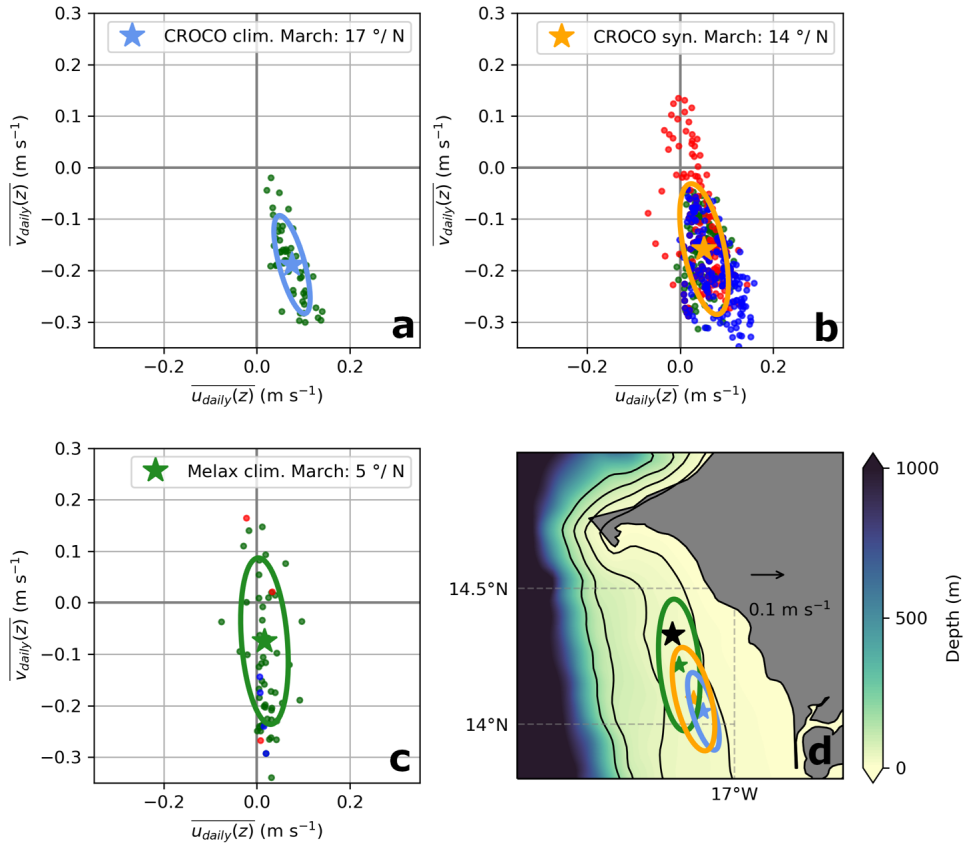 CROCO clim. March: 17 °/ N
0.3
0.2
0.1
0.0
−0.1
−0.2
−0.3
v_daily(z) (m s⁻¹)
−0.2
0.0
0.2
u_daily(z) (m s⁻¹)
a
CROCO syn. March: 14 °/ N
0.3
0.2
0.1
0.0
−0.1
−0.2
−0.3
v_daily(z) (m s⁻¹)
−0.2
0.0
0.2
u_daily(z) (m s⁻¹)
b
Melax clim. March: 5 °/ N
0.3
0.2
0.1
0.0
−0.1
−0.2
−0.3
v_daily(z) (m s⁻¹)
−0.2
0.0
0.2
u_daily(z) (m s⁻¹)
c
14.5°N
14°N
17°W
0.1 m s⁻¹
d
1000
500
0
Depth (m)